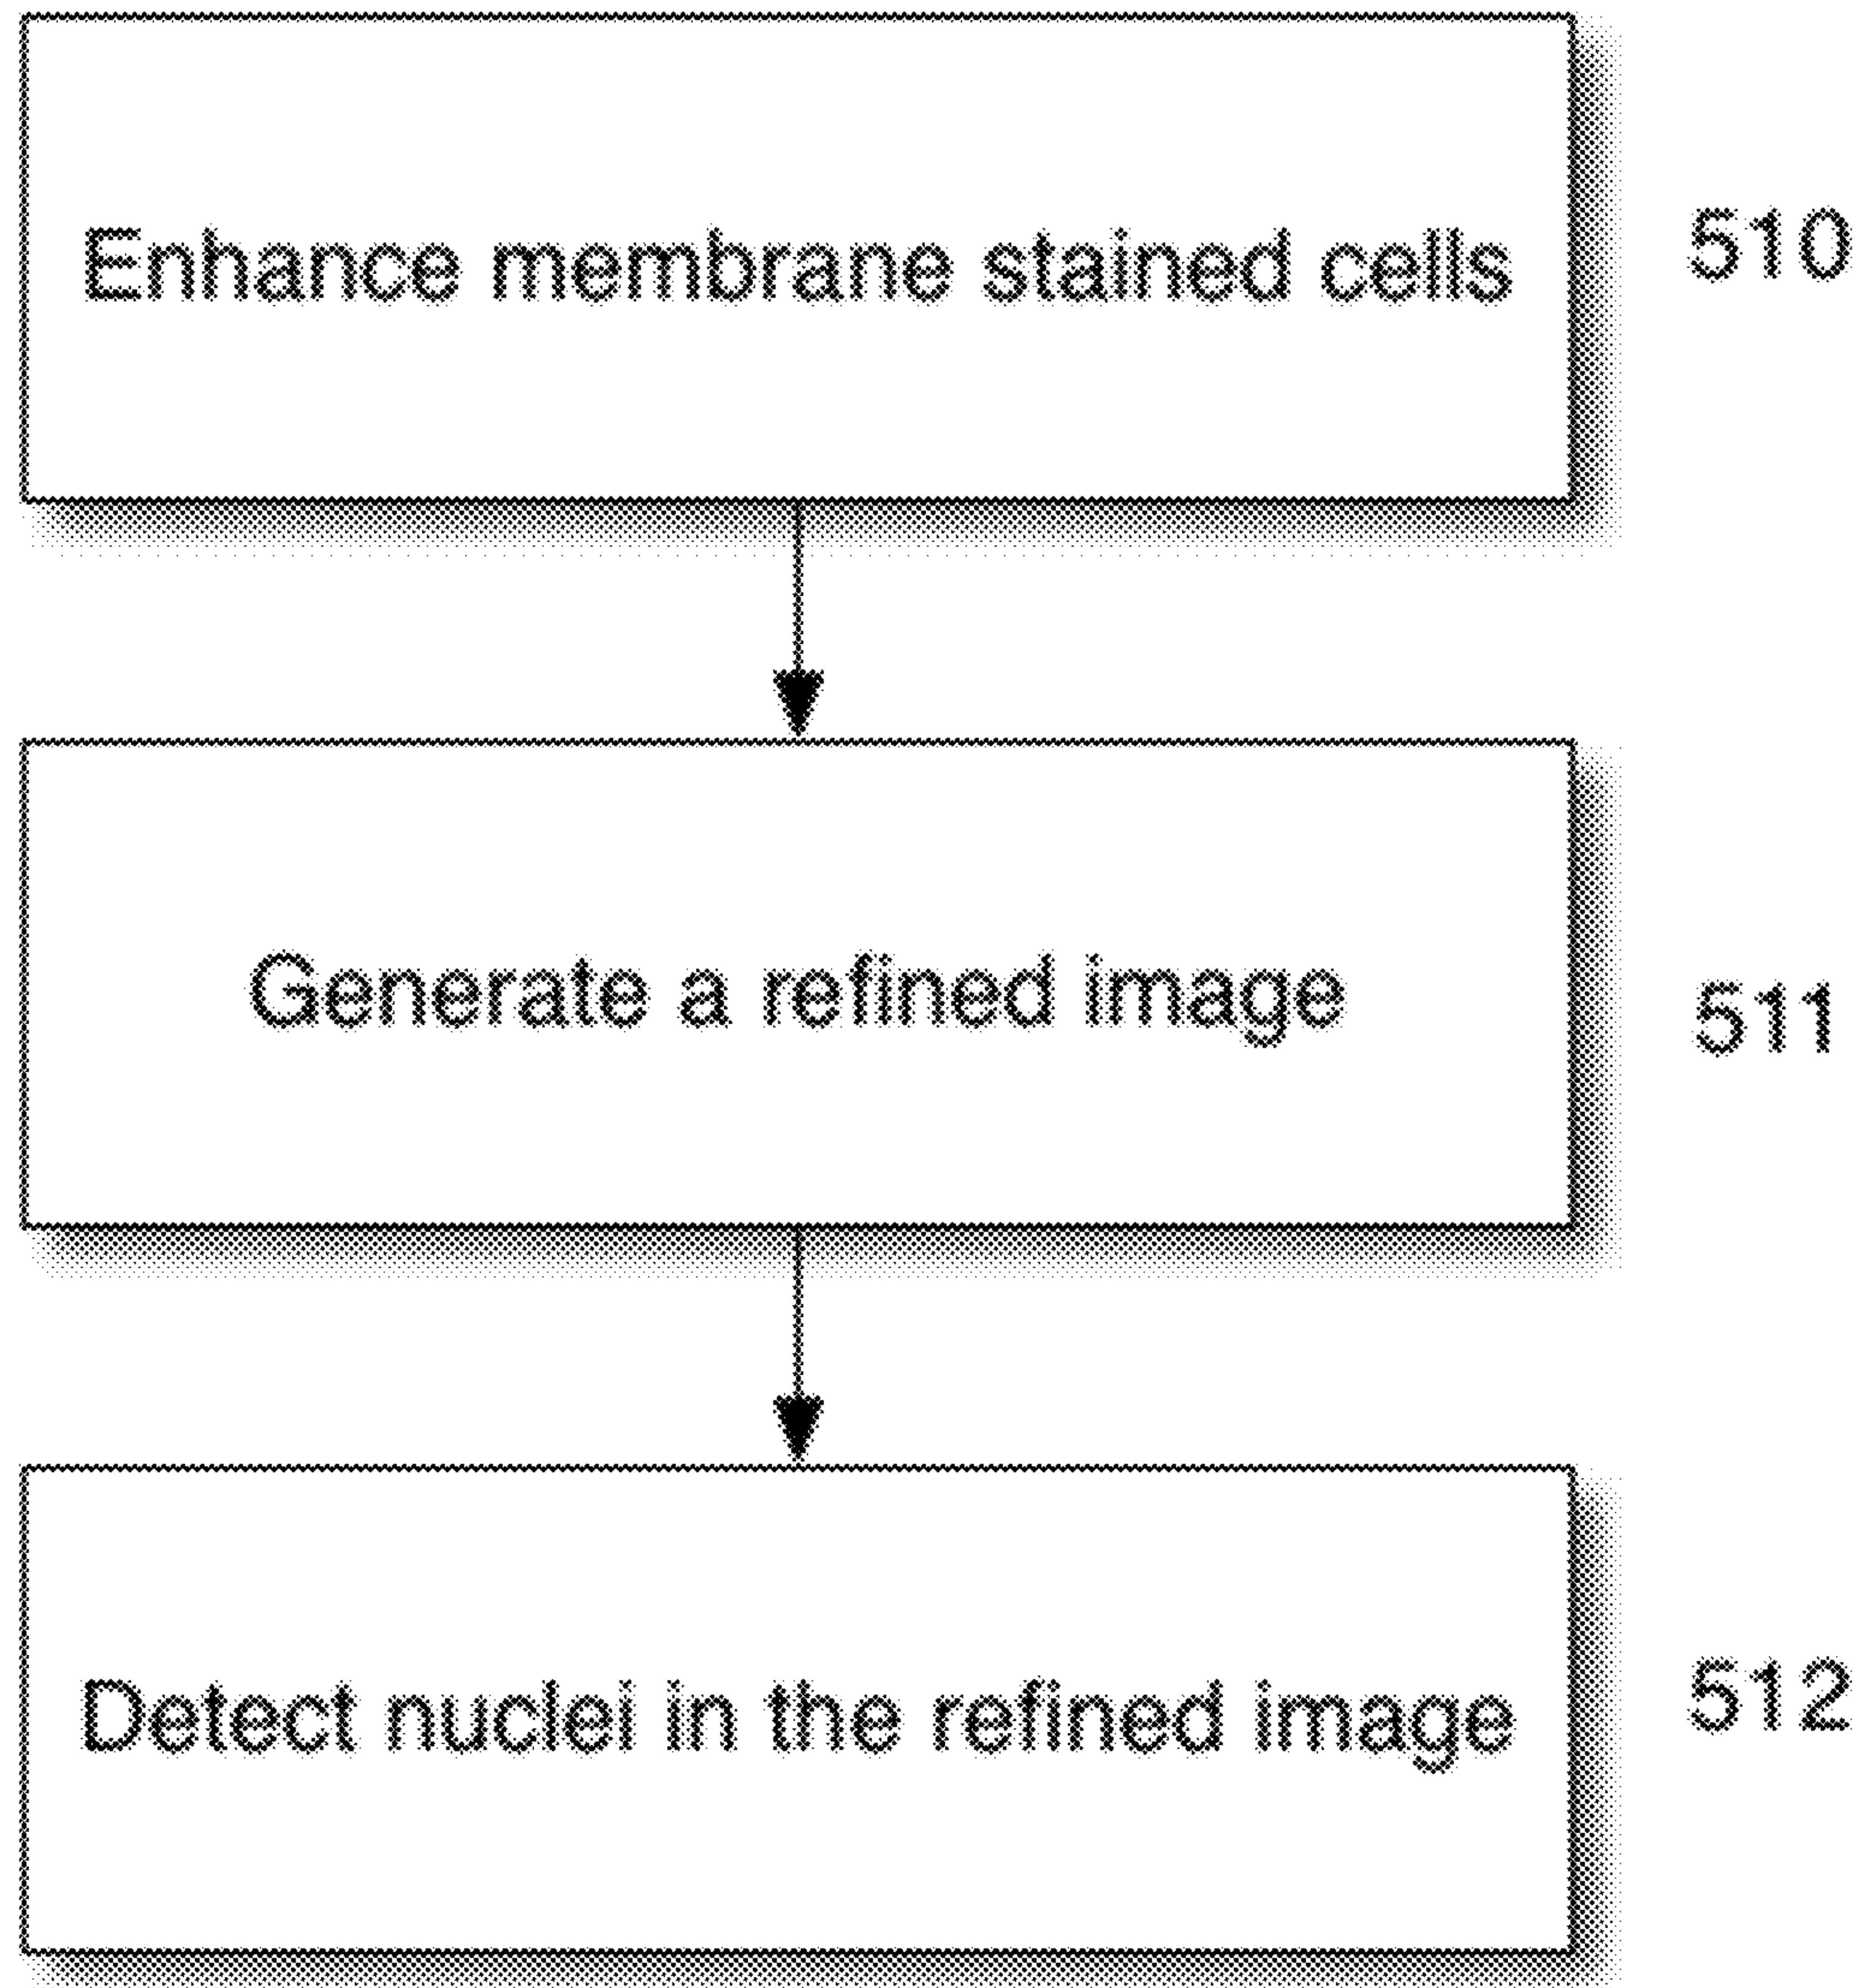 Enhance membrane stained cells
510
Generate a refined image
511
Detect nuclei in the refined image
512